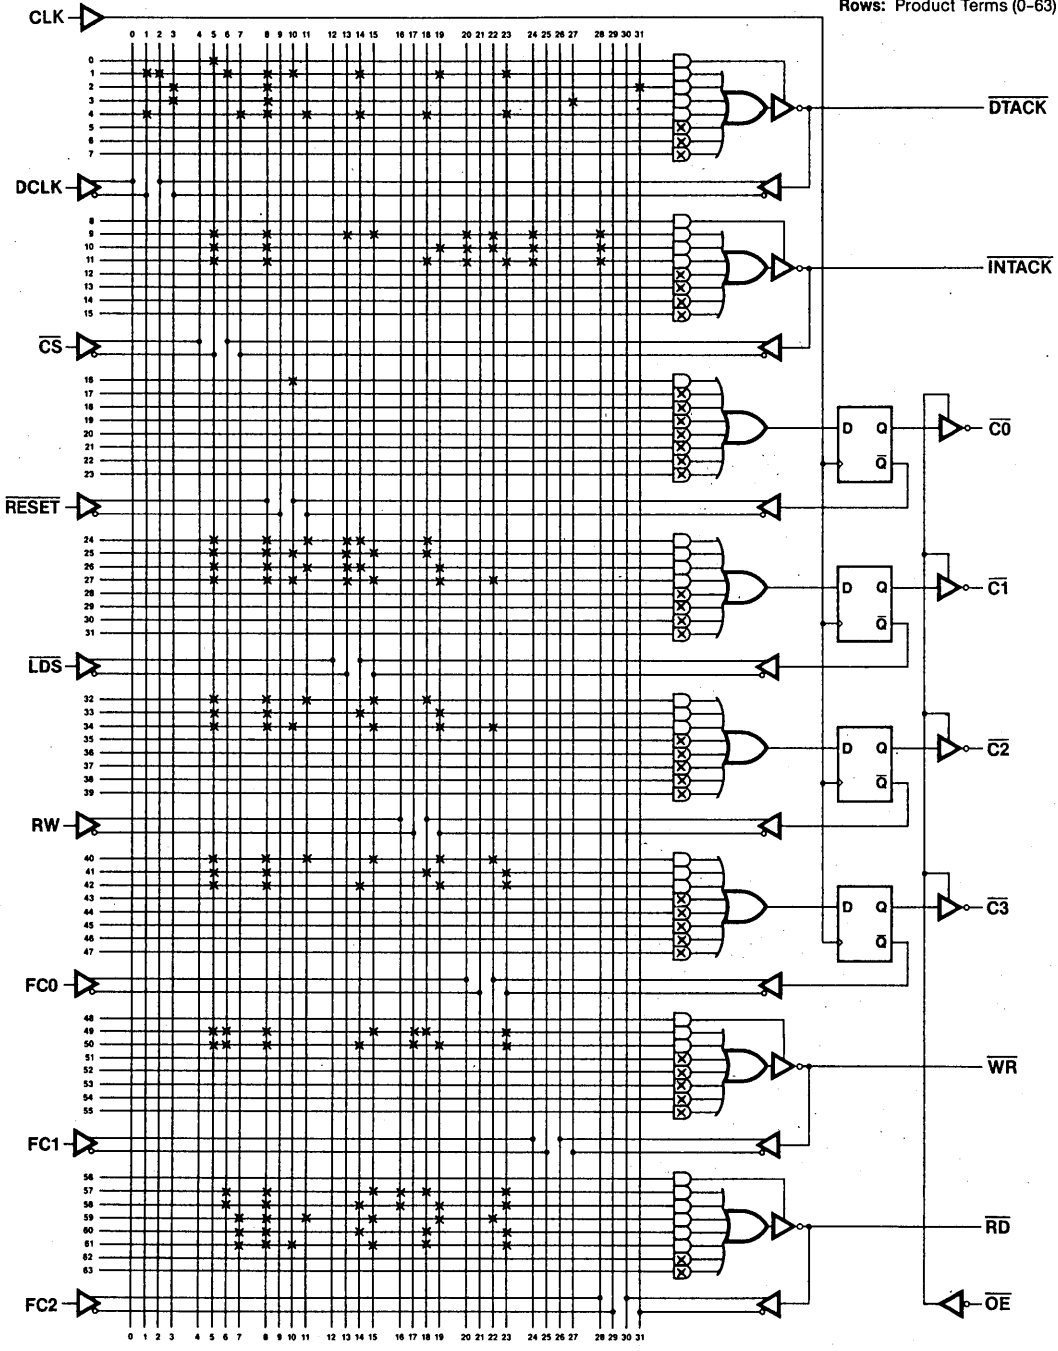 Rows: Product Terms (0–63)
CLK
0 1 2 3 4 5 6 7 8 9 10 11 12 13 14 15 16 17 18 19 20 21 22 23 24 25 26 27 28 29 30 31
0
1
2
3
4
5
6
7
DTACK
DCLK
8
9
10
11
12
13
14
15
INTACK
CS
16
17
18
19
20
21
22
23
D Q
Q
C0
RESET
24
25
26
27
28
29
30
31
D Q
Q
C1
LDS
32
33
34
35
36
37
38
39
D Q
Q
C2
RW
40
41
42
43
44
45
46
47
D Q
Q
C3
FC0
48
49
50
51
52
53
54
55
WR
FC1
56
57
58
59
60
61
62
63
RD
FC2
OE
0 1 2 3 4 5 6 7 8 9 10 11 12 13 14 15 16 17 18 19 20 21 22 23 24 25 26 27 28 29 30 31